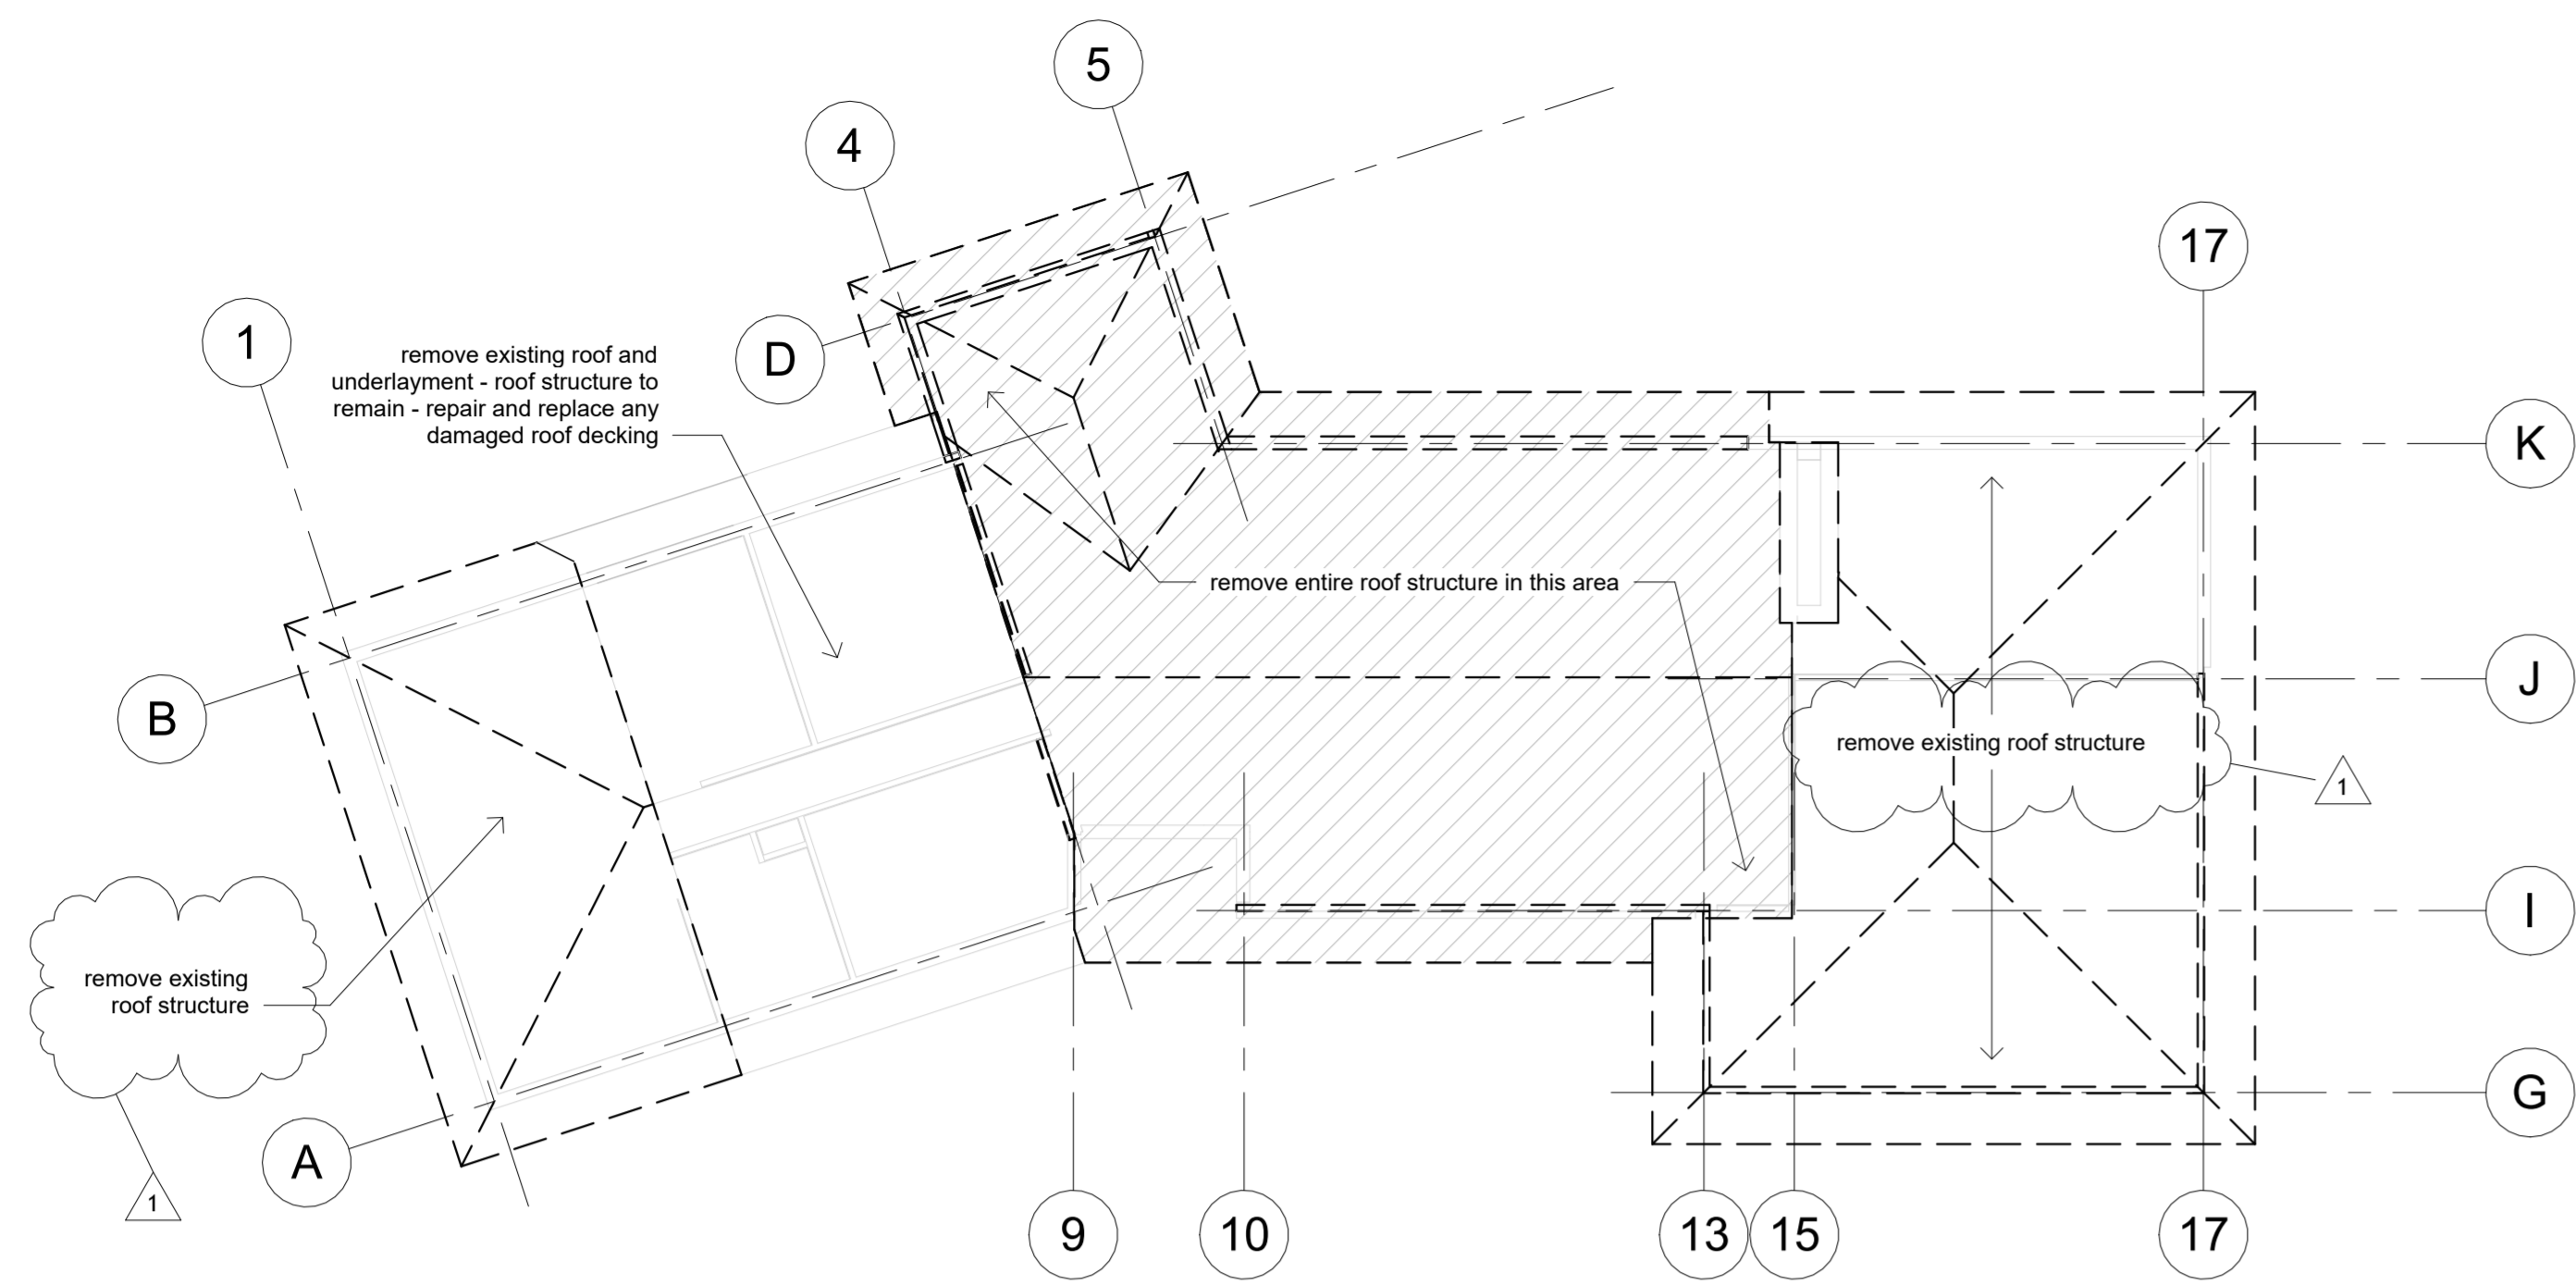 5
4
17
1
D
remove existing roof and
underlayment - roof structure to
remain - repair and replace any
damaged roof decking
K
remove entire roof structure in this area
J
B
remove existing roof structure
1
I
remove existing
roof structure
G
A
1
9
10
13
15
17